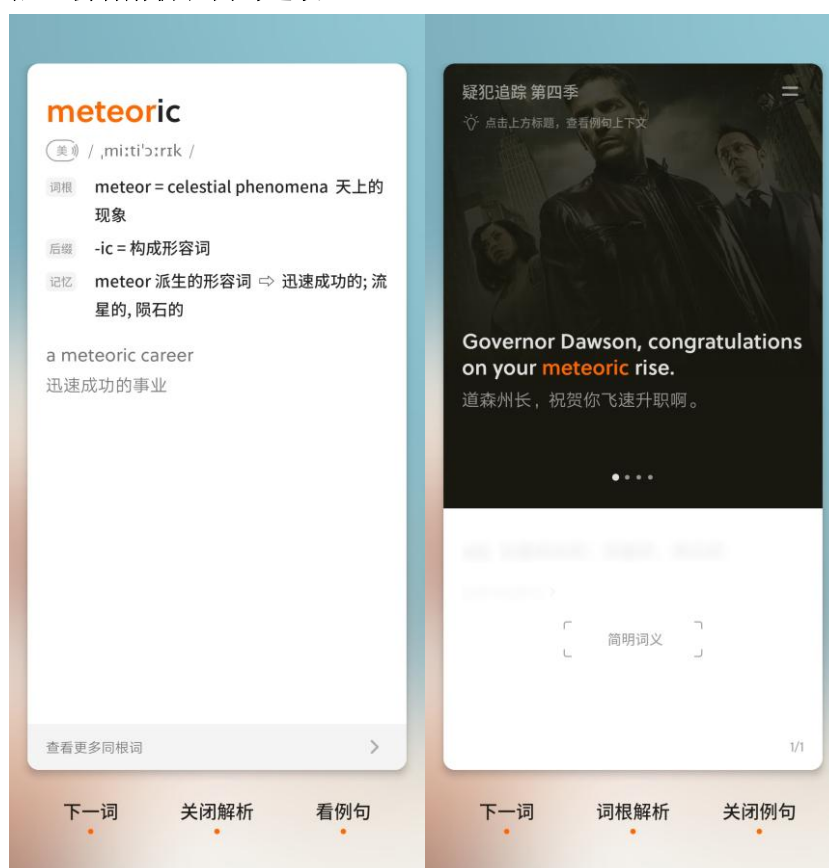 meteoric
美 / ˌmiːtiˈɔːrɪk /
词根 meteor = celestial phenomena 天上的
现象
后缀 -ic = 构成形容词
记忆 meteor 派生的形容词 ⇨ 迅速成功的; 流
星的, 陨石的
a meteoric career
迅速成功的事业
查看更多同根词
下一词 关闭解析 看例句
疑犯追踪 第四季
点击上方标题，查看例句上下文
Governor Dawson, congratulations
on your meteoric rise.
道森州长，祝贺你飞速升职啊。
简明词义
1/1
下一词 词根解析 关闭例句